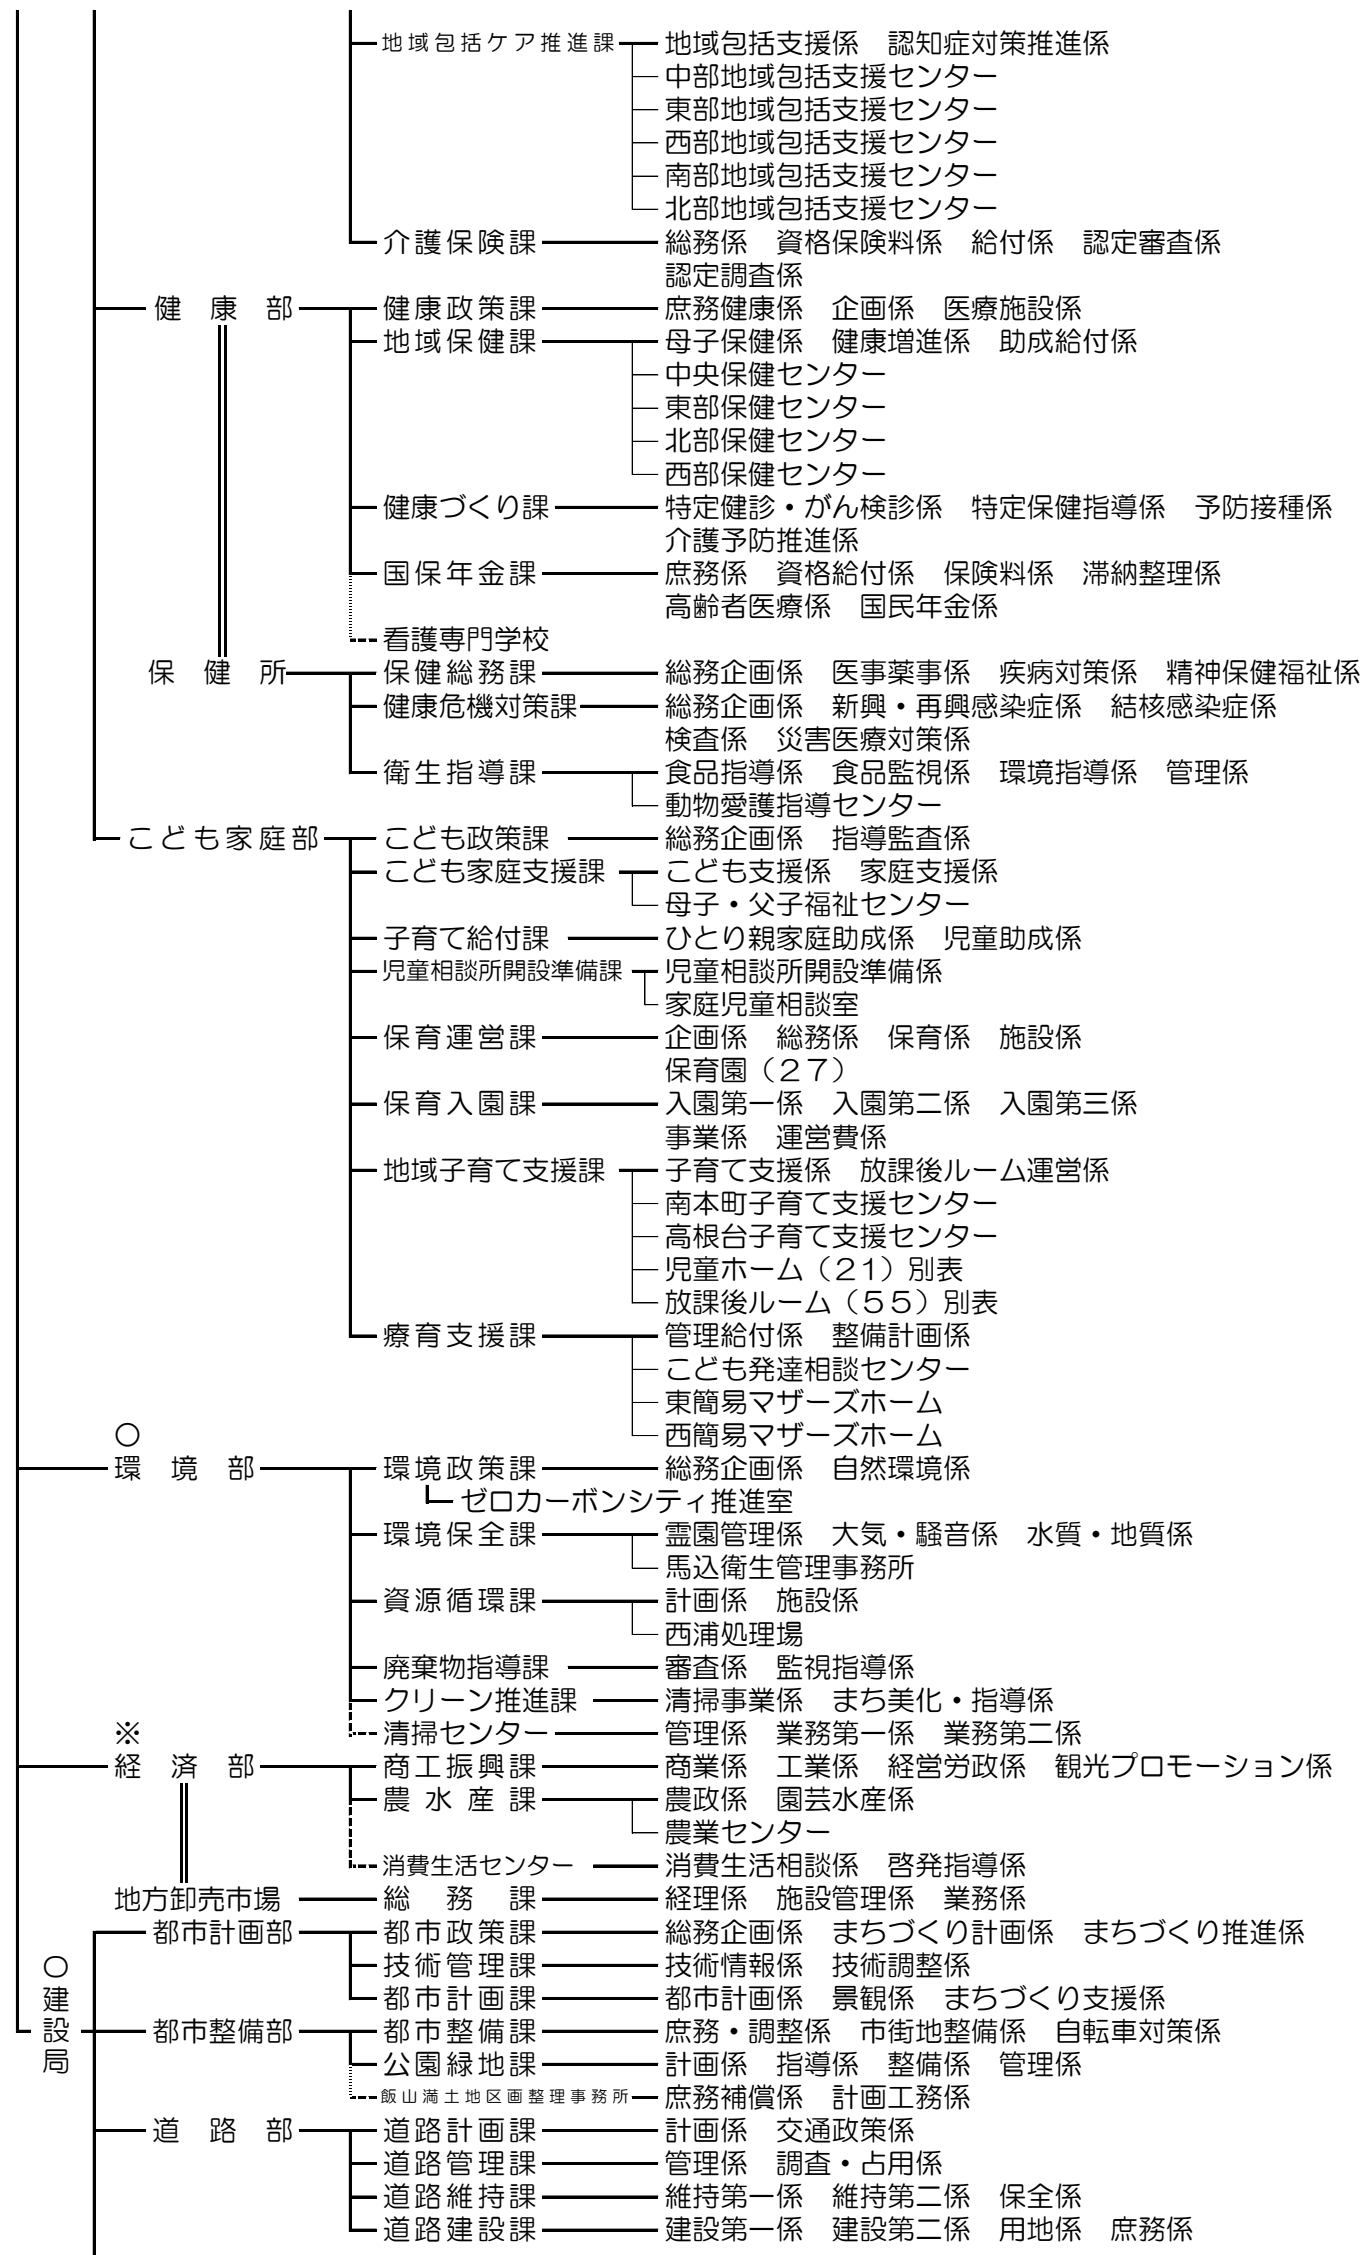 地域包括ケア推進課 地域包括支援係　認知症対策推進係
中部地域包括支援センター
東部地域包括支援センター
西部地域包括支援センター
南部地域包括支援センター
北部地域包括支援センター
介護保険課 総務係　資格保険料係　給付係　認定審査係
認定調査係
健　康　部 健康政策課 庶務健康係　企画係　医療施設係
地域保健課 母子保健係　健康増進係　助成給付係
中央保健センター
東部保健センター
北部保健センター
西部保健センター
健康づくり課 特定健診・がん検診係　特定保健指導係　予防接種係
介護予防推進係
国保年金課 庶務係　資格給付係　保険料係　滞納整理係
高齢者医療係　国民年金係
看護専門学校
保　健　所 保健総務課 総務企画係　医事薬事係　疾病対策係　精神保健福祉係
健康危機対策課 総務企画係　新興・再興感染症係　結核感染症係
検査係　災害医療対策係
衛生指導課 食品指導係　食品監視係　環境指導係　管理係
動物愛護指導センター
こども家庭部 こども政策課 総務企画係　指導監査係
こども家庭支援課 こども支援係　家庭支援係
母子・父子福祉センター
子育て給付課 ひとり親家庭助成係　児童助成係
児童相談所開設準備課 児童相談所開設準備係
家庭児童相談室
保育運営課 企画係　総務係　保育係　施設係
保育園（２７）
保育入園課 入園第一係　入園第二係　入園第三係
事業係　運営費係
地域子育て支援課 子育て支援係　放課後ルーム運営係
南本町子育て支援センター
高根台子育て支援センター
児童ホーム（２１）別表
放課後ルーム（５５）別表
療育支援課 管理給付係　整備計画係
こども発達相談センター
東簡易マザーズホーム
西簡易マザーズホーム
〇
環　境　部 環境政策課 総務企画係　自然環境係
ゼロカーボンシティ推進室
環境保全課 霊園管理係　大気・騒音係　水質・地質係
馬込衛生管理事務所
資源循環課 計画係　施設係
西浦処理場
廃棄物指導課 審査係　監視指導係
クリーン推進課 清掃事業係　まち美化・指導係
※
清掃センター 管理係　業務第一係　業務第二係
経　済　部 商工振興課 商業係　工業係　経営労政係　観光プロモーション係
農水産課 農政係　園芸水産係
農業センター
消費生活センター 消費生活相談係　啓発指導係
地方卸売市場 総　務　課 経理係　施設管理係　業務係
〇建設局
都市計画部 都市政策課 総務企画係　まちづくり計画係　まちづくり推進係
技術管理課 技術情報係　技術調整係
都市計画課 都市計画係　景観係　まちづくり支援係
都市整備部 都市整備課 庶務・調整係　市街地整備係　自転車対策係
公園緑地課 計画係　指導係　整備係　管理係
飯山満土地区画整理事務所 庶務補償係　計画工務係
道　路　部 道路計画課 計画係　交通政策係
道路管理課 管理係　調査・占用係
道路維持課 維持第一係　維持第二係　保全係
道路建設課 建設第一係　建設第二係　用地係　庶務係